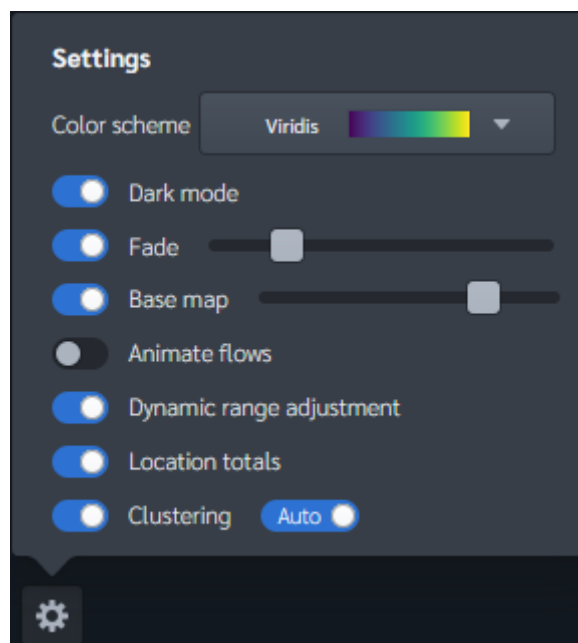 Settings
Color scheme Viridis
Dark mode
Fade
Base map
Animate flows
Dynamic range adjustment
Location totals
Clustering Auto